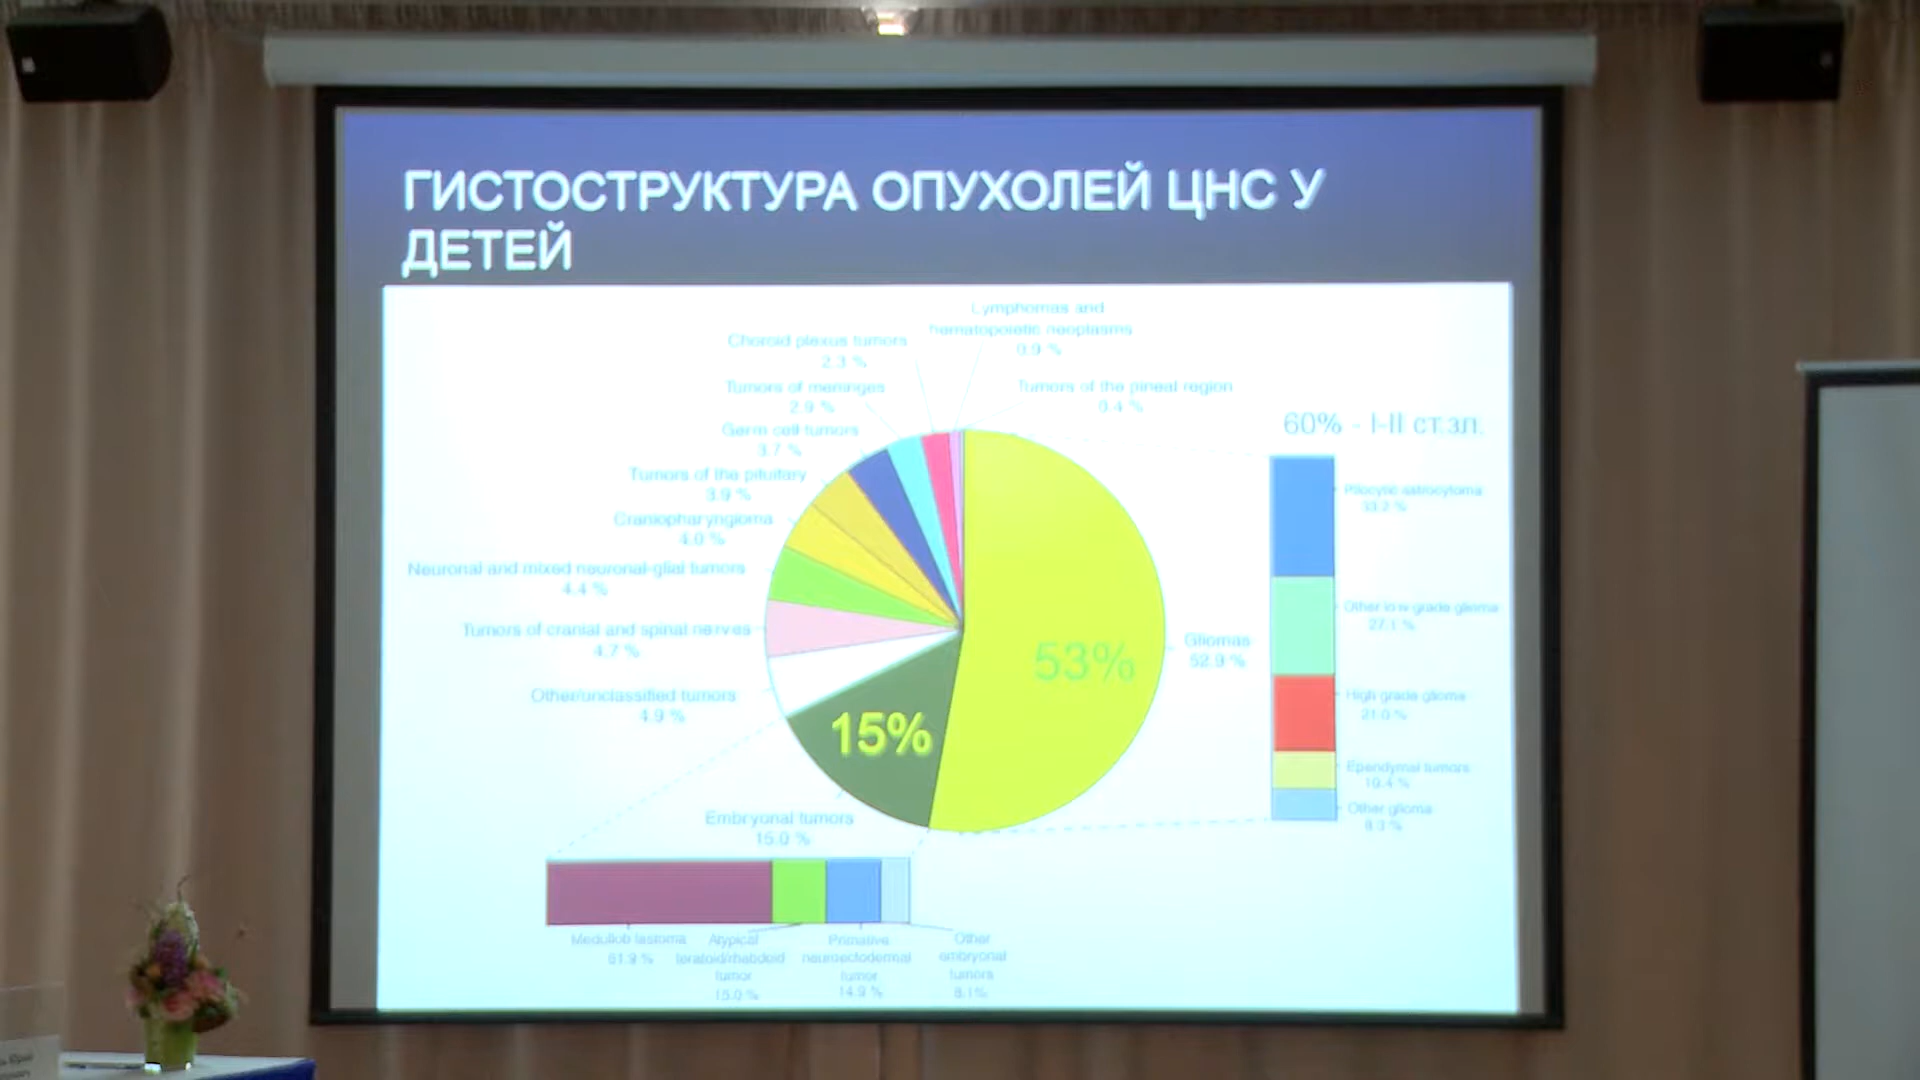 ГИСТОСТРУКТУРА ОПУХОЛЕЙ ЦНС У
ДЕТЕЙ
Lymphomas and
hematopoietic neoplasms
0.9 %
Choroid plexus tumors
2.3 %
Tumors of meninges
2.9 %
Tumors of the pineal region
0.4 %
Germ cell tumors
3.7 %
Tumors of the pituitary
3.9 %
Craniopharyngioma
4.0 %
Neuronal and mixed neuronal-glial tumors
4.4 %
Tumors of cranial and spinal nerves
4.7 %
Other/unclassified tumors
4.9 %
53%
15%
Gliomas
52.9 %
60% - I-II ст.зл.
Pilocytic astrocytoma
33.2 %
Other low grade glioma
27.1 %
High grade glioma
21.0 %
Ependymal tumors
10.4 %
Other glioma
8.3 %
Embryonal tumors
15.0 %
Medulloblastoma
61.9 %
Atypical
teratoid/rhabdoid
tumor
15.0 %
Primative
neuroectodermal
tumor
14.9 %
Other
embryonal
tumors
8.1%